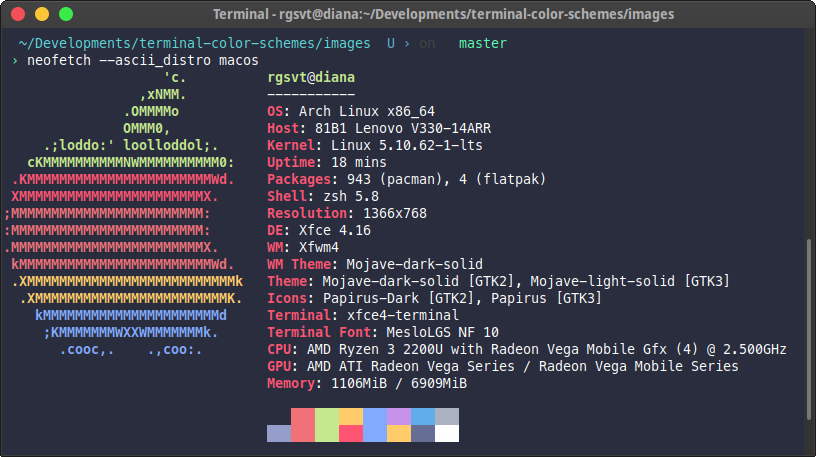 Terminal - rgsvt@diana:~/Developments/terminal-color-schemes/images
~/Developments/terminal-color-schemes/images U › on master
› neofetch --ascii_distro macos
'c. rgsvt@diana
,xNMM. -----------
.OMMMMo OS: Arch Linux x86_64
OMMM0, Host: 81B1 Lenovo V330-14ARR
.;loddo:' loolloddol;. Kernel: Linux 5.10.62-1-lts
cKMMMMMMMMMMNWMMMMMMMMMM0: Uptime: 18 mins
.KMMMMMMMMMMMMMMMMMMMMMMMWd. Packages: 943 (pacman), 4 (flatpak)
XMMMMMMMMMMMMMMMMMMMMMMMX. Shell: zsh 5.8
;MMMMMMMMMMMMMMMMMMMMMMMM: Resolution: 1366x768
:MMMMMMMMMMMMMMMMMMMMMMMM: DE: Xfce 4.16
.MMMMMMMMMMMMMMMMMMMMMMMMX. WM: Xfwm4
kMMMMMMMMMMMMMMMMMMMMMMMMWd. WM Theme: Mojave-dark-solid
.XMMMMMMMMMMMMMMMMMMMMMMMMMMk Theme: Mojave-dark-solid [GTK2], Mojave-light-solid [GTK3]
.XMMMMMMMMMMMMMMMMMMMMMMMMK. Icons: Papirus-Dark [GTK2], Papirus [GTK3]
kMMMMMMMMMMMMMMMMMMMMMMd Terminal: xfce4-terminal
;KMMMMMMMWXXWMMMMMMMk. Terminal Font: MesloLGS NF 10
.cooc,. .,coo:. CPU: AMD Ryzen 3 2200U with Radeon Vega Mobile Gfx (4) @ 2.500GHz
GPU: AMD ATI Radeon Vega Series / Radeon Vega Mobile Series
Memory: 1106MiB / 6909MiB